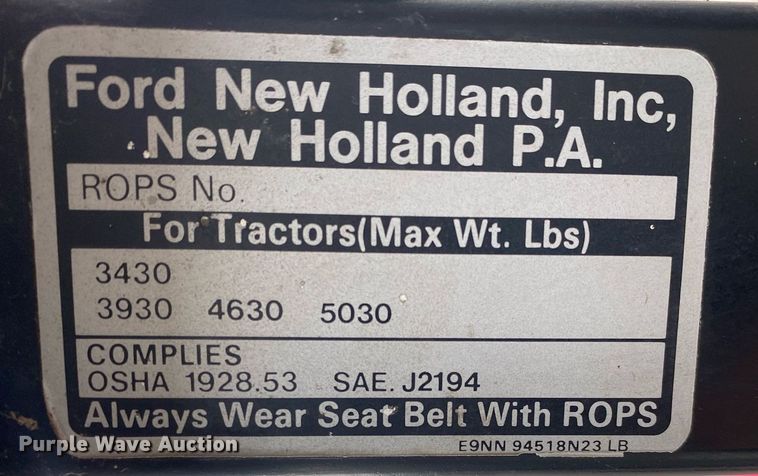 Ford New Holland, Inc,
New Holland P.A.
ROPS No.
For Tractors(Max Wt. Lbs)
3430
3930 4630 5030
COMPLIES
OSHA 1928.53 SAE. J2194
Always Wear Seat Belt With ROPS
E9NN 94518N23 LB
Purple Wave Auction